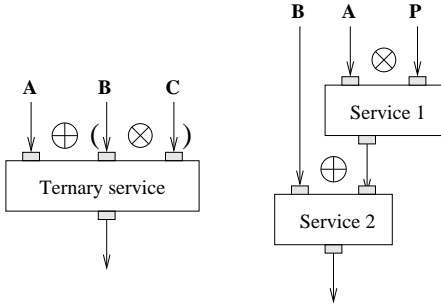 A B C
⊕ ( ⊗ )
Ternary service
B A P
⊗
Service 1
⊕
Service 2